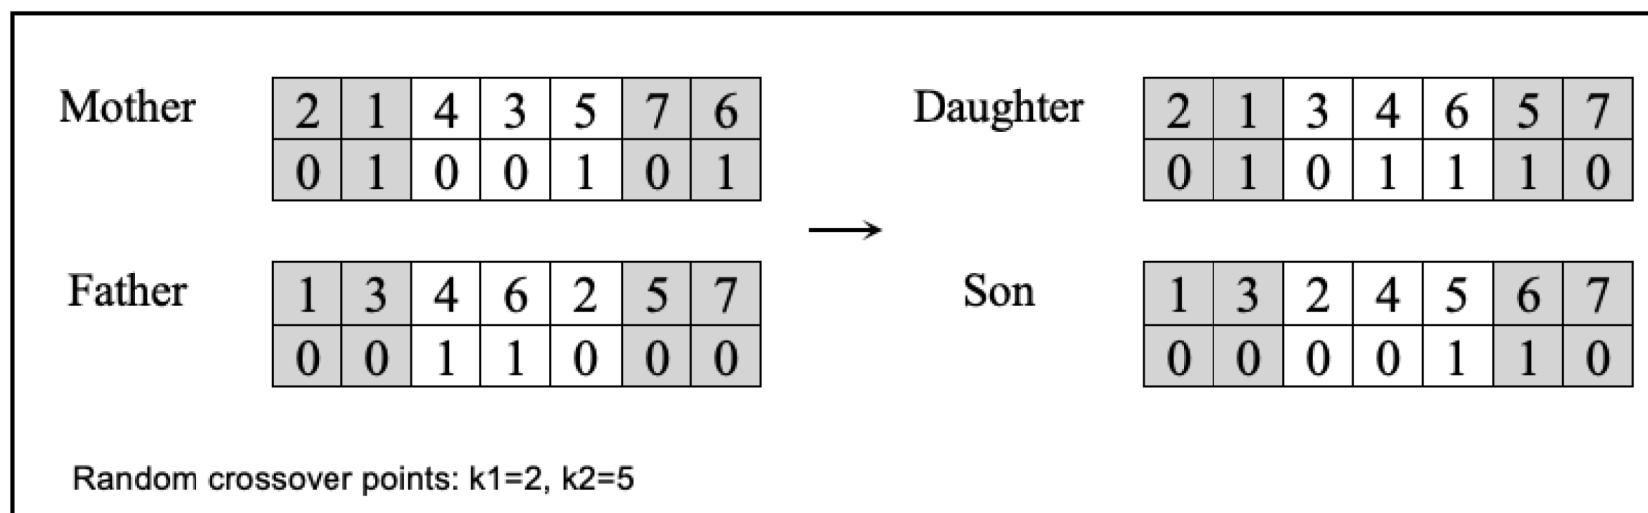 Mother 2 1 4 3 5 7 6
0 1 0 0 1 0 1
Father 1 3 4 6 2 5 7
0 0 1 1 0 0 0
Daughter 2 1 3 4 6 5 7
0 1 0 1 1 1 0
Son 1 3 2 4 5 6 7
0 0 0 0 1 1 0
Random crossover points: k1=2, k2=5